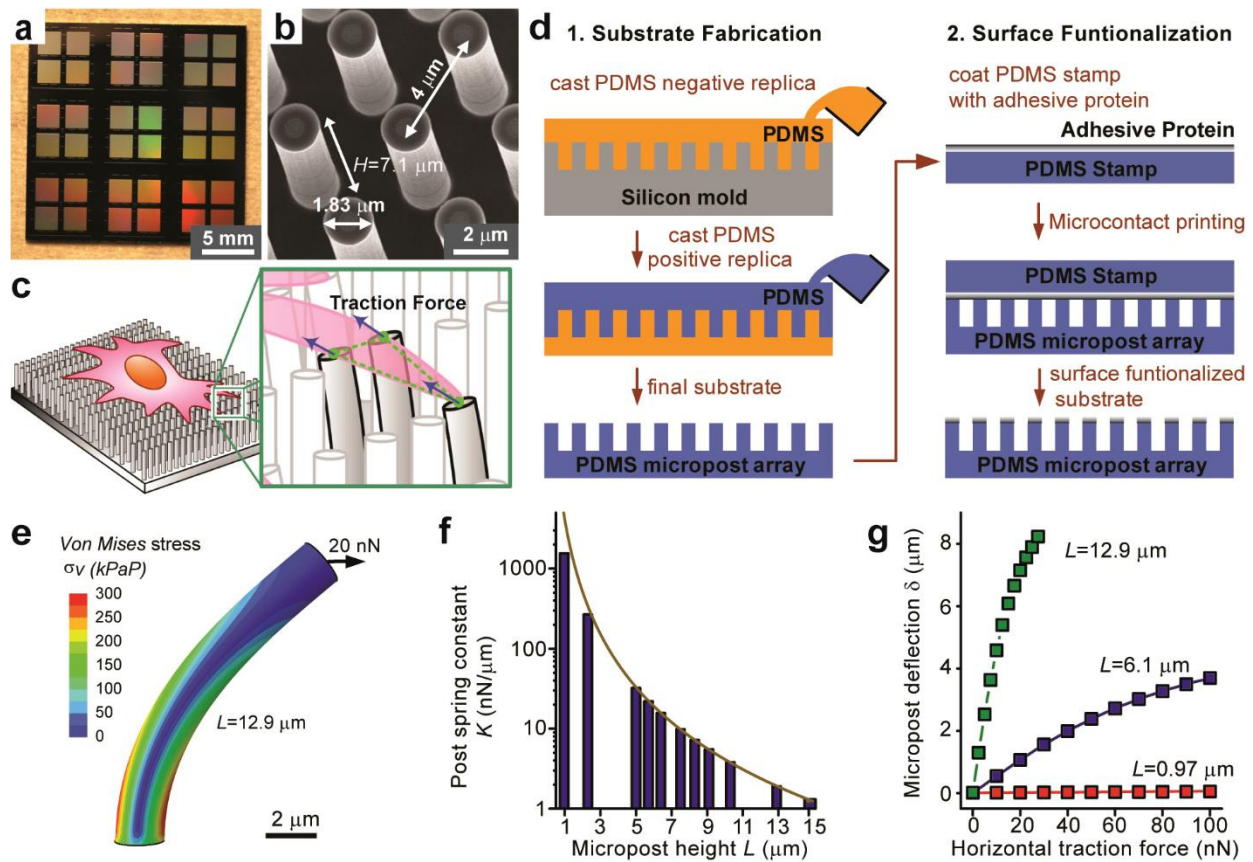 a
5 mm
b
4 μm
H=7.1 μm
1.83 μm
2 μm
c
Traction Force
d
1. Substrate Fabrication
cast PDMS negative replica
PDMS
Silicon mold
cast PDMS
positive replica
PDMS
final substrate
PDMS micropost array
2. Surface Funtionalization
coat PDMS stamp
with adhesive protein
Adhesive Protein
PDMS Stamp
Microcontact printing
PDMS Stamp
PDMS micropost array
surface funtionalized
substrate
PDMS micropost array
e
Von Mises stress
σv (kPaP)
300
250
200
150
100
50
0
20 nN
L=12.9 μm
2 μm
f
Post spring constant
K (nN/μm)
1000
100
10
1
1 3 5 7 9 11 13 15
Micropost height L (μm)
g
Micropost deflection δ (μm)
8
6
4
2
0
L=12.9 μm
L=6.1 μm
L=0.97 μm
0 20 40 60 80 100
Horizontal traction force (nN)